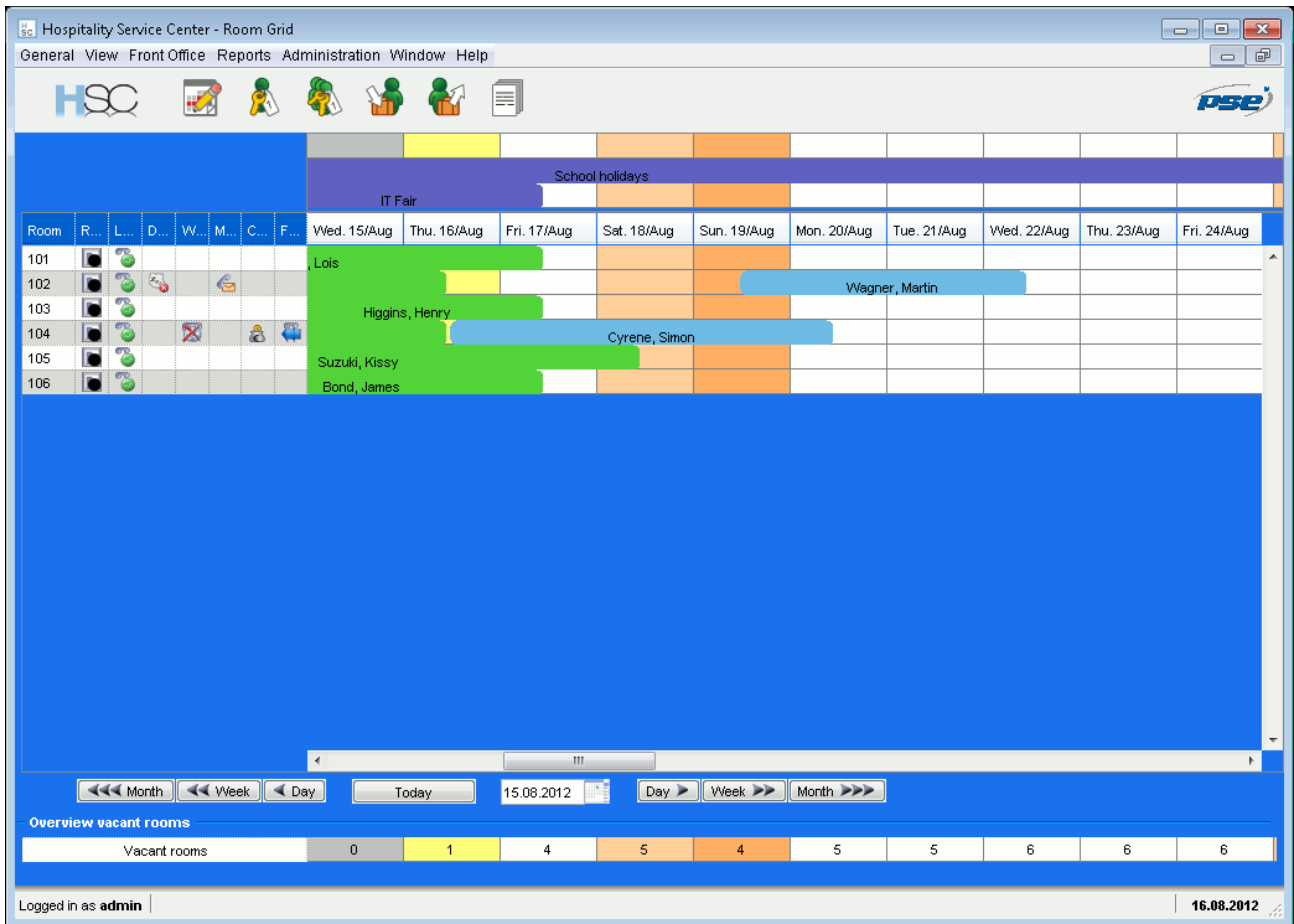 HSC Hospitality Service Center - Room Grid
General View Front Office Reports Administration Window Help
HSC pse
School holidays
IT Fair
Room R... L... D... W... M... C... F... Wed. 15/Aug Thu. 16/Aug Fri. 17/Aug Sat. 18/Aug Sun. 19/Aug Mon. 20/Aug Tue. 21/Aug Wed. 22/Aug Thu. 23/Aug Fri. 24/Aug
101 , Lois
102 Wagner, Martin
103 Higgins, Henry
104 Cyrene, Simon
105 Suzuki, Kissy
106 Bond, James
Month Week Day Today 15.08.2012 Day Week Month
Overview vacant rooms
Vacant rooms 0 1 4 5 4 5 5 6 6 6
Logged in as admin 16.08.2012